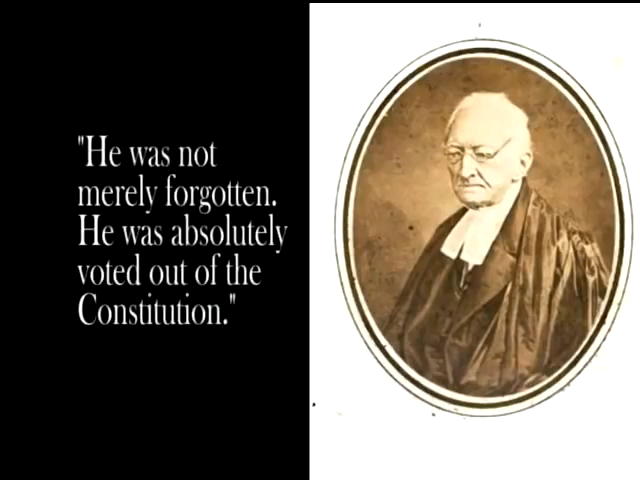 "He was not
merely forgotten.
He was absolutely
voted out of the
Constitution."